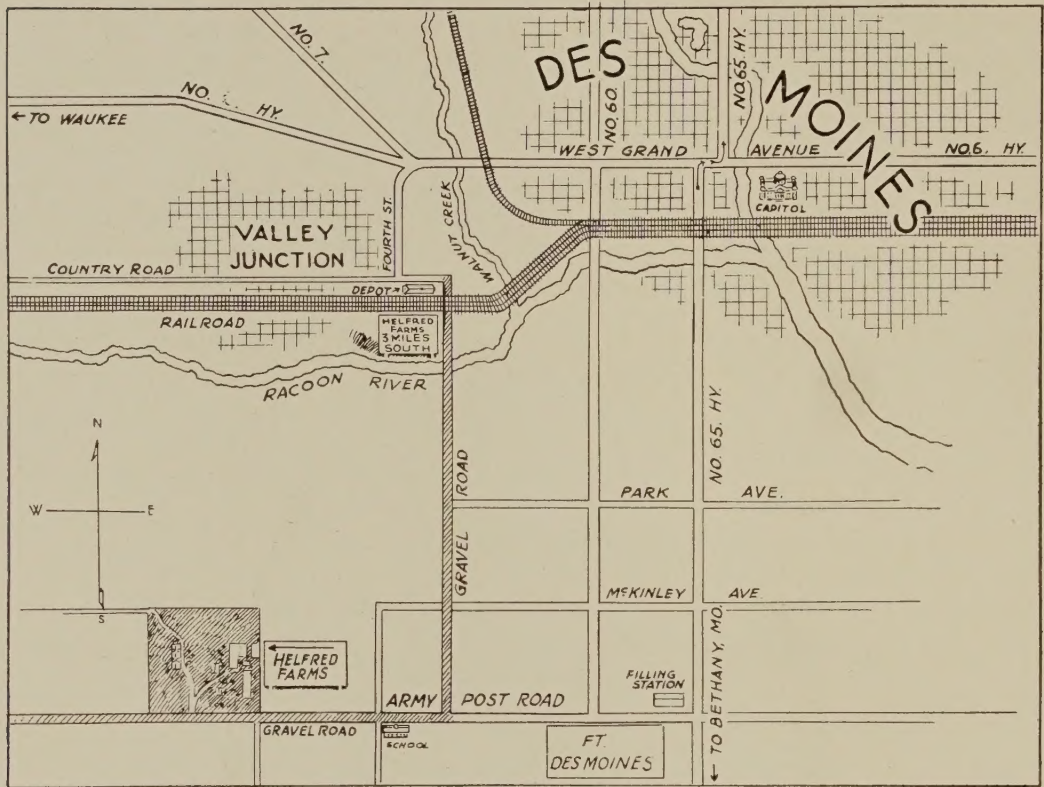 NO. 7.
DES
MOINES
NO. 60.
NO. 65. HY.
NO. HY.
← TO WAUKEE
WEST GRAND AVENUE
NO. 6. HY.
CAPITOL
WALNUT CREEK
FOURTH ST.
VALLEY
JUNCTION
COUNTRY ROAD
DEPOT
RAILROAD
HELFRED
FARMS
3 MILES
SOUTH
RACOON RIVER
N
W
E
S
NO. 65. HY.
GRAVEL ROAD
PARK AVE.
MCKINLEY AVE.
HELFRED
FARMS
FILLING
STATION
ARMY POST ROAD
GRAVEL ROAD
SCHOOL
FT.
DES MOINES
← TO BETHANY, MO.